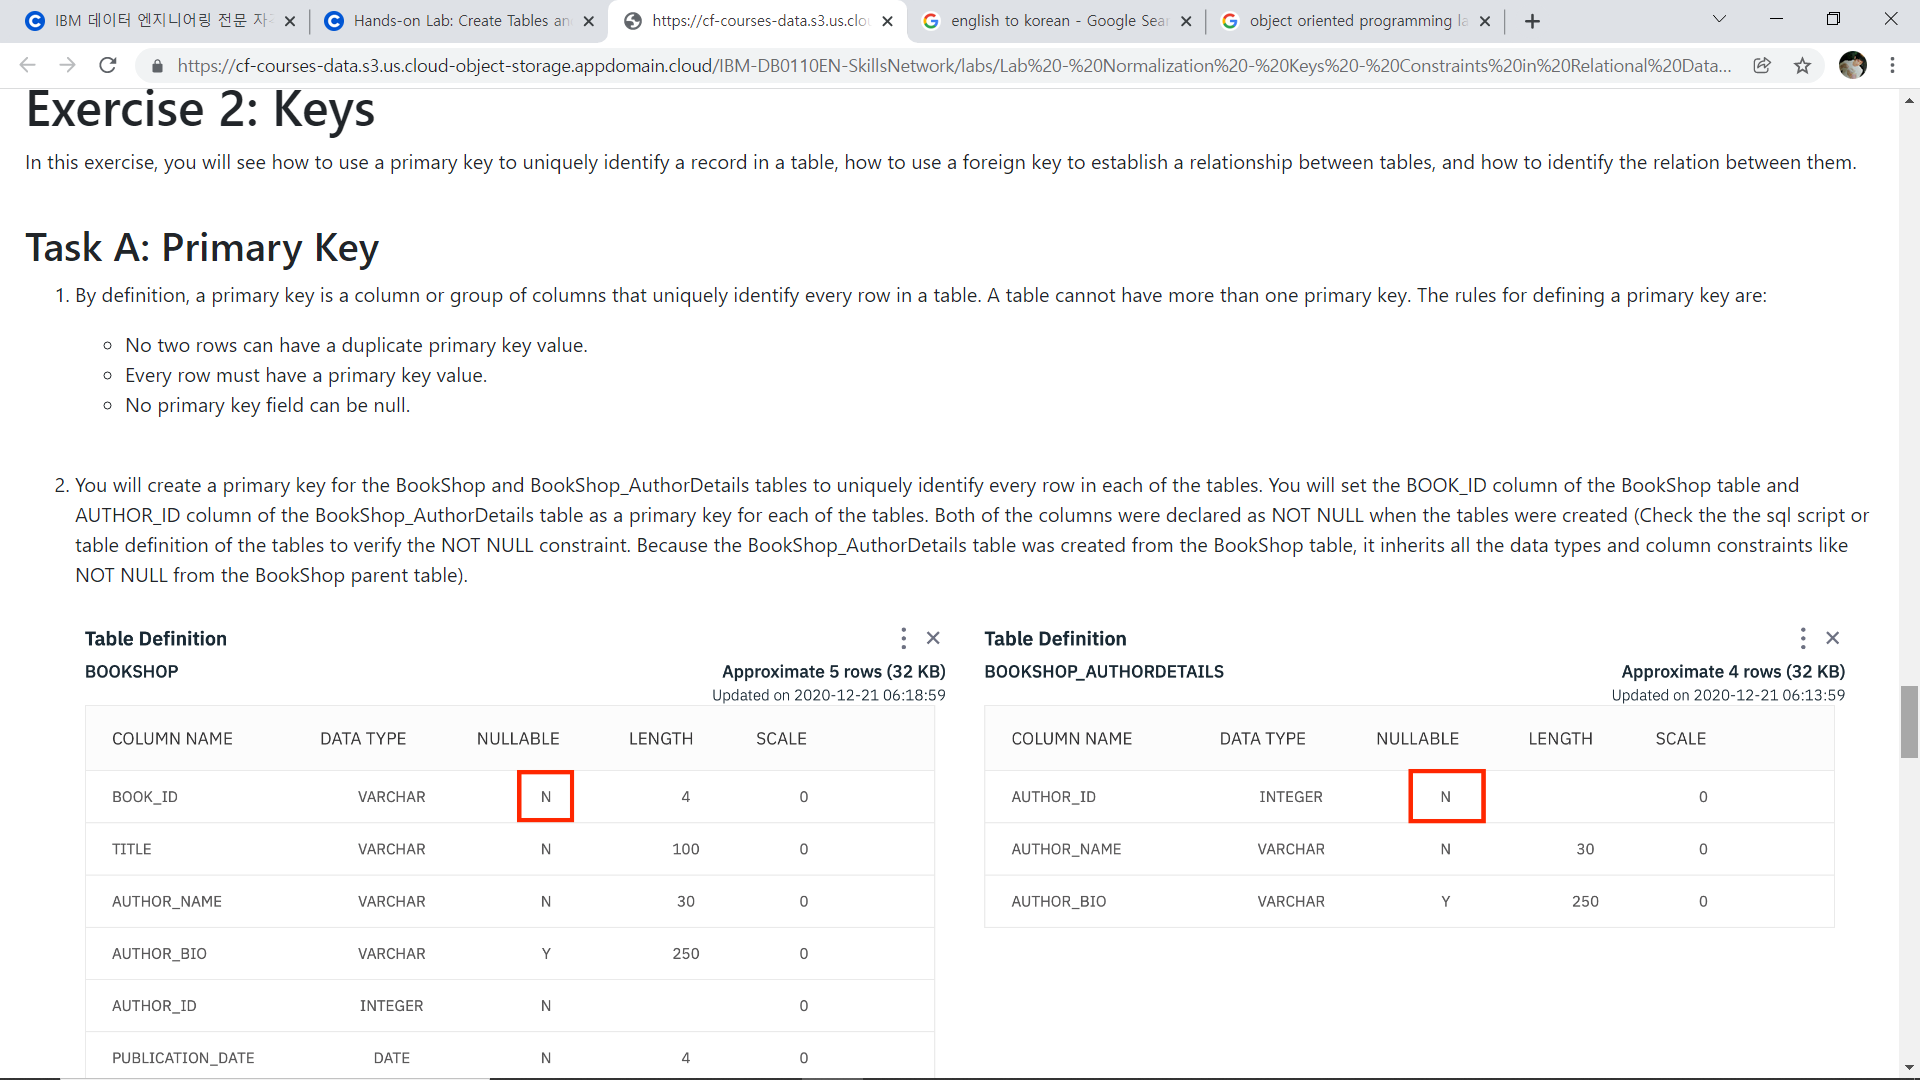 IBM 데이터 엔지니어링 전문 자
Hands-on Lab: Create Tables an
https://cf-courses-data.s3.us.clo
english to korean - Google Sea
object oriented programming la
https://cf-courses-data.s3.us.cloud-object-storage.appdomain.cloud/IBM-DB0110EN-SkillsNetwork/labs/Lab%20-%20Normalization%20-%20Keys%20-%20Constraints%20in%20Relational%20Data...
Exercise 2: Keys
In this exercise, you will see how to use a primary key to uniquely identify a record in a table, how to use a foreign key to establish a relationship between tables, and how to identify the relation between them.
Task A: Primary Key
1. By definition, a primary key is a column or group of columns that uniquely identify every row in a table. A table cannot have more than one primary key. The rules for defining a primary key are:
No two rows can have a duplicate primary key value.
Every row must have a primary key value.
No primary key field can be null.
2. You will create a primary key for the BookShop and BookShop_AuthorDetails tables to uniquely identify every row in each of the tables. You will set the BOOK_ID column of the BookShop table and
AUTHOR_ID column of the BookShop_AuthorDetails table as a primary key for each of the tables. Both of the columns were declared as NOT NULL when the tables were created (Check the the sql script or
table definition of the tables to verify the NOT NULL constraint. Because the BookShop_AuthorDetails table was created from the BookShop table, it inherits all the data types and column constraints like
NOT NULL from the BookShop parent table).
Table Definition
BOOKSHOP Approximate 5 rows (32 KB)
Updated on 2020-12-21 06:18:59
COLUMN NAME DATA TYPE NULLABLE LENGTH SCALE
BOOK_ID VARCHAR N 4 0
TITLE VARCHAR N 100 0
AUTHOR_NAME VARCHAR N 30 0
AUTHOR_BIO VARCHAR Y 250 0
AUTHOR_ID INTEGER N 0
PUBLICATION_DATE DATE N 4 0
Table Definition
BOOKSHOP_AUTHORDETAILS Approximate 4 rows (32 KB)
Updated on 2020-12-21 06:13:59
COLUMN NAME DATA TYPE NULLABLE LENGTH SCALE
AUTHOR_ID INTEGER N 0
AUTHOR_NAME VARCHAR N 30 0
AUTHOR_BIO VARCHAR Y 250 0